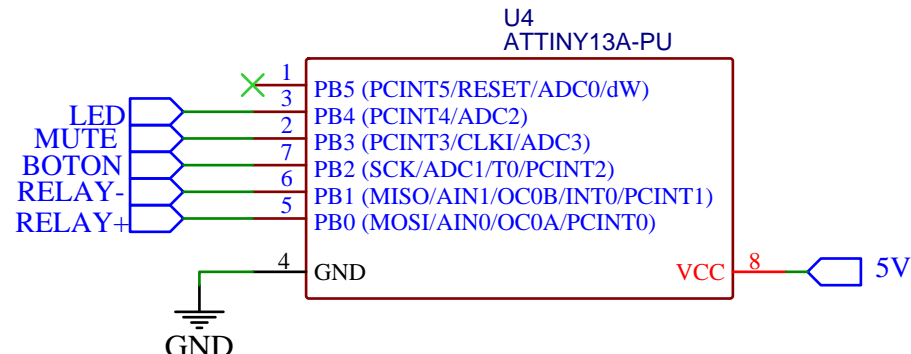 U4
ATTINY13A-PU
1 PB5 (PCINT5/RESET/ADC0/dW)
LED 3 PB4 (PCINT4/ADC2)
MUTE 2 PB3 (PCINT3/CLKI/ADC3)
BOTON 7 PB2 (SCK/ADC1/T0/PCINT2)
RELAY- 6 PB1 (MISO/AIN1/OC0B/INT0/PCINT1)
RELAY+ 5 PB0 (MOSI/AIN0/OC0A/PCINT0)
4 GND VCC 8 5V
GND